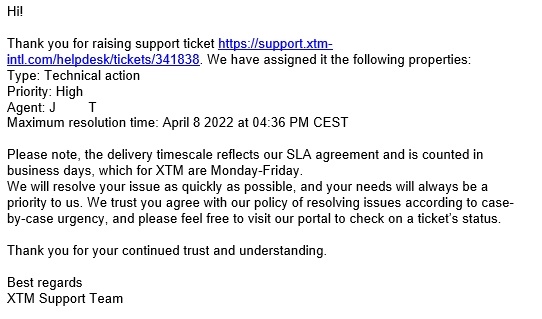 Hi!
Thank you for raising support ticket https://support.xtm-
intl.com/helpdesk/tickets/341838. We have assigned it the following properties:
Type: Technical action
Priority: High
Agent: J T
Maximum resolution time: April 8 2022 at 04:36 PM CEST
Please note, the delivery timescale reflects our SLA agreement and is counted in
business days, which for XTM are Monday-Friday.
We will resolve your issue as quickly as possible, and your needs will always be a
priority to us. We trust you agree with our policy of resolving issues according to case-
by-case urgency, and please feel free to visit our portal to check on a ticket's status.
Thank you for your continued trust and understanding.
Best regards
XTM Support Team